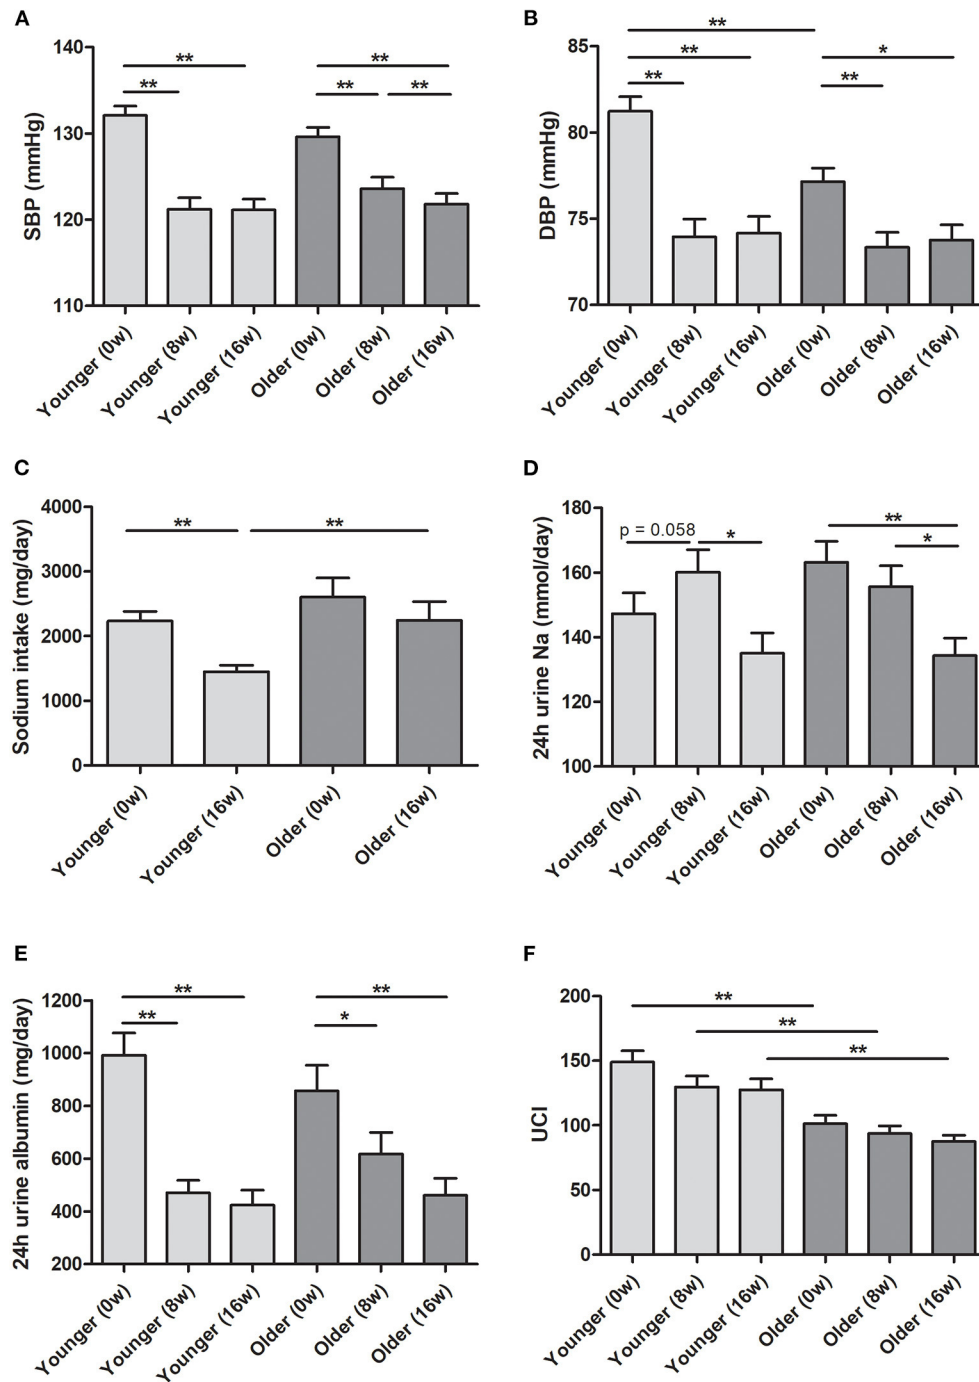 A
SBP (mmHg)
140
130
120
110
**
**
**
**
**
Younger (0w)
Younger (8w)
Younger (16w)
Older (0w)
Older (8w)
Older (16w)
B
DBP (mmHg)
85
80
75
70
**
**
*
**
**
Younger (0w)
Younger (8w)
Younger (16w)
Older (0w)
Older (8w)
Older (16w)
C
Sodium intake (mg/day)
4000
3000
2000
1000
0
**
**
Younger (0w)
Younger (16w)
Older (0w)
Older (16w)
D
24h urine Na (mmol/day)
180
160
140
120
100
p = 0.058
*
**
*
Younger (0w)
Younger (8w)
Younger (16w)
Older (0w)
Older (8w)
Older (16w)
E
24h urine albumin (mg/day)
1200
1000
800
600
400
200
**
**
**
*
Younger (0w)
Younger (8w)
Younger (16w)
Older (0w)
Older (8w)
Older (16w)
F
UCI
200
150
100
50
0
**
**
**
Younger (0w)
Younger (8w)
Younger (16w)
Older (0w)
Older (8w)
Older (16w)